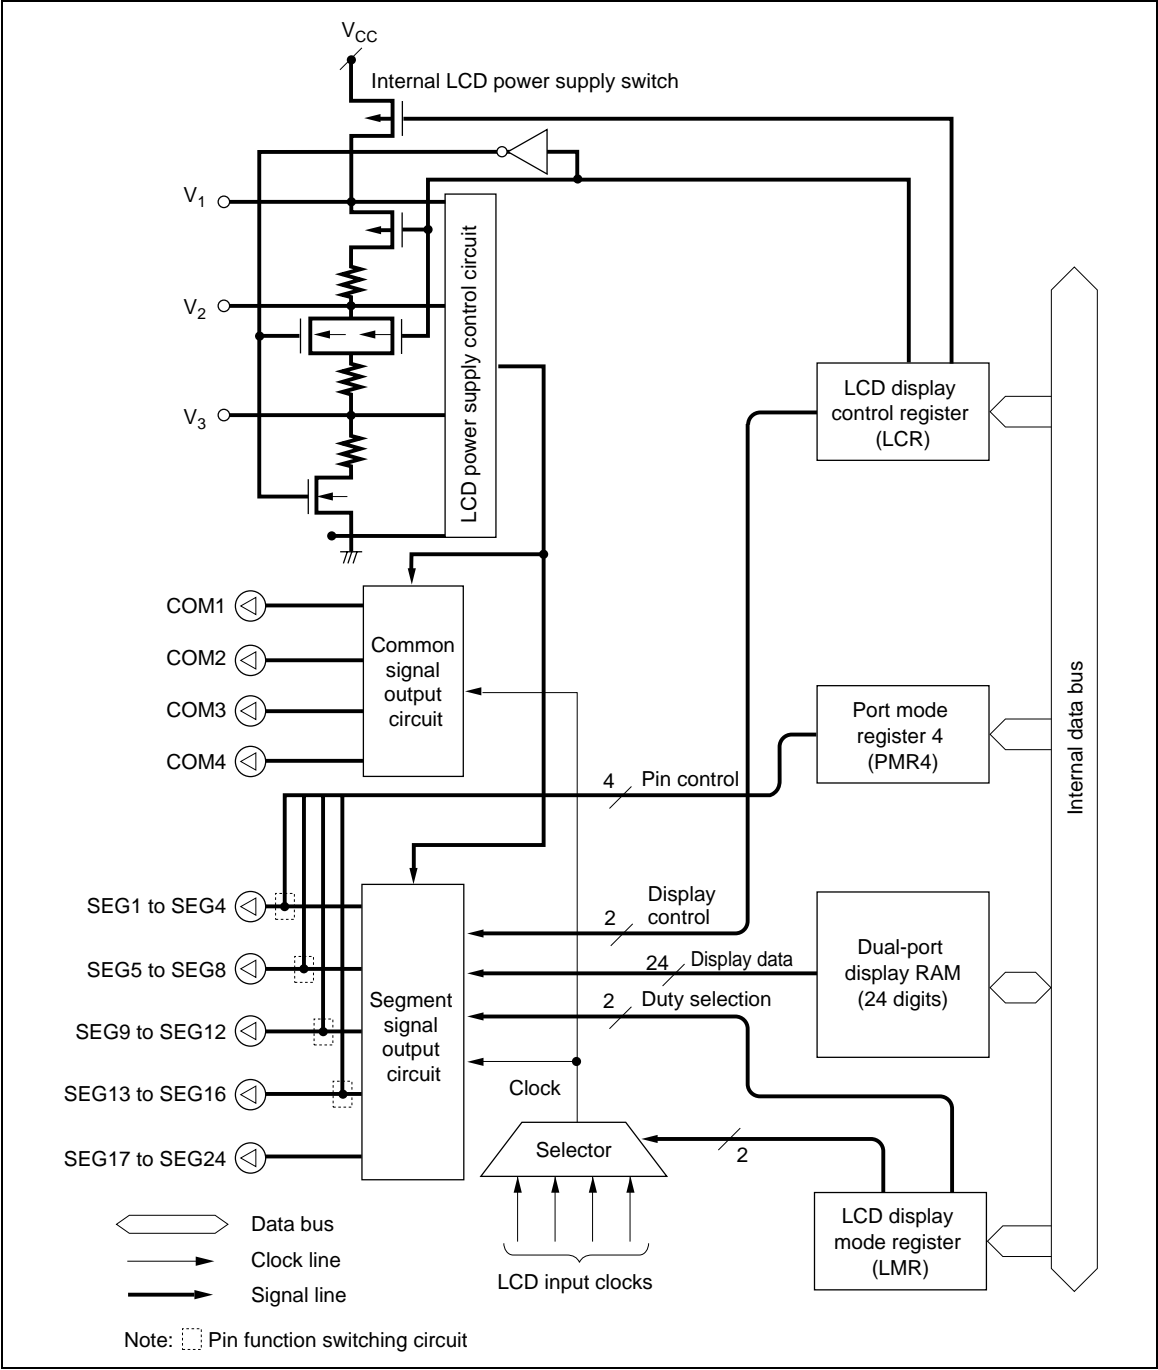 VCC
Internal LCD power supply switch
V1
V2
V3
LCD power supply control circuit
LCD display
control register
(LCR)
COM1
COM2
COM3
COM4
Common
signal
output
circuit
Port mode
register 4
(PMR4)
Internal data bus
4 Pin control
SEG1 to SEG4
SEG5 to SEG8
SEG9 to SEG12
SEG13 to SEG16
SEG17 to SEG24
Segment
signal
output
circuit
Display
control
2
24 Display data
2 Duty selection
Dual-port
display RAM
(24 digits)
Clock
Selector
2
LCD input clocks
LCD display
mode register
(LMR)
Data bus
Clock line
Signal line
Note: Pin function switching circuit